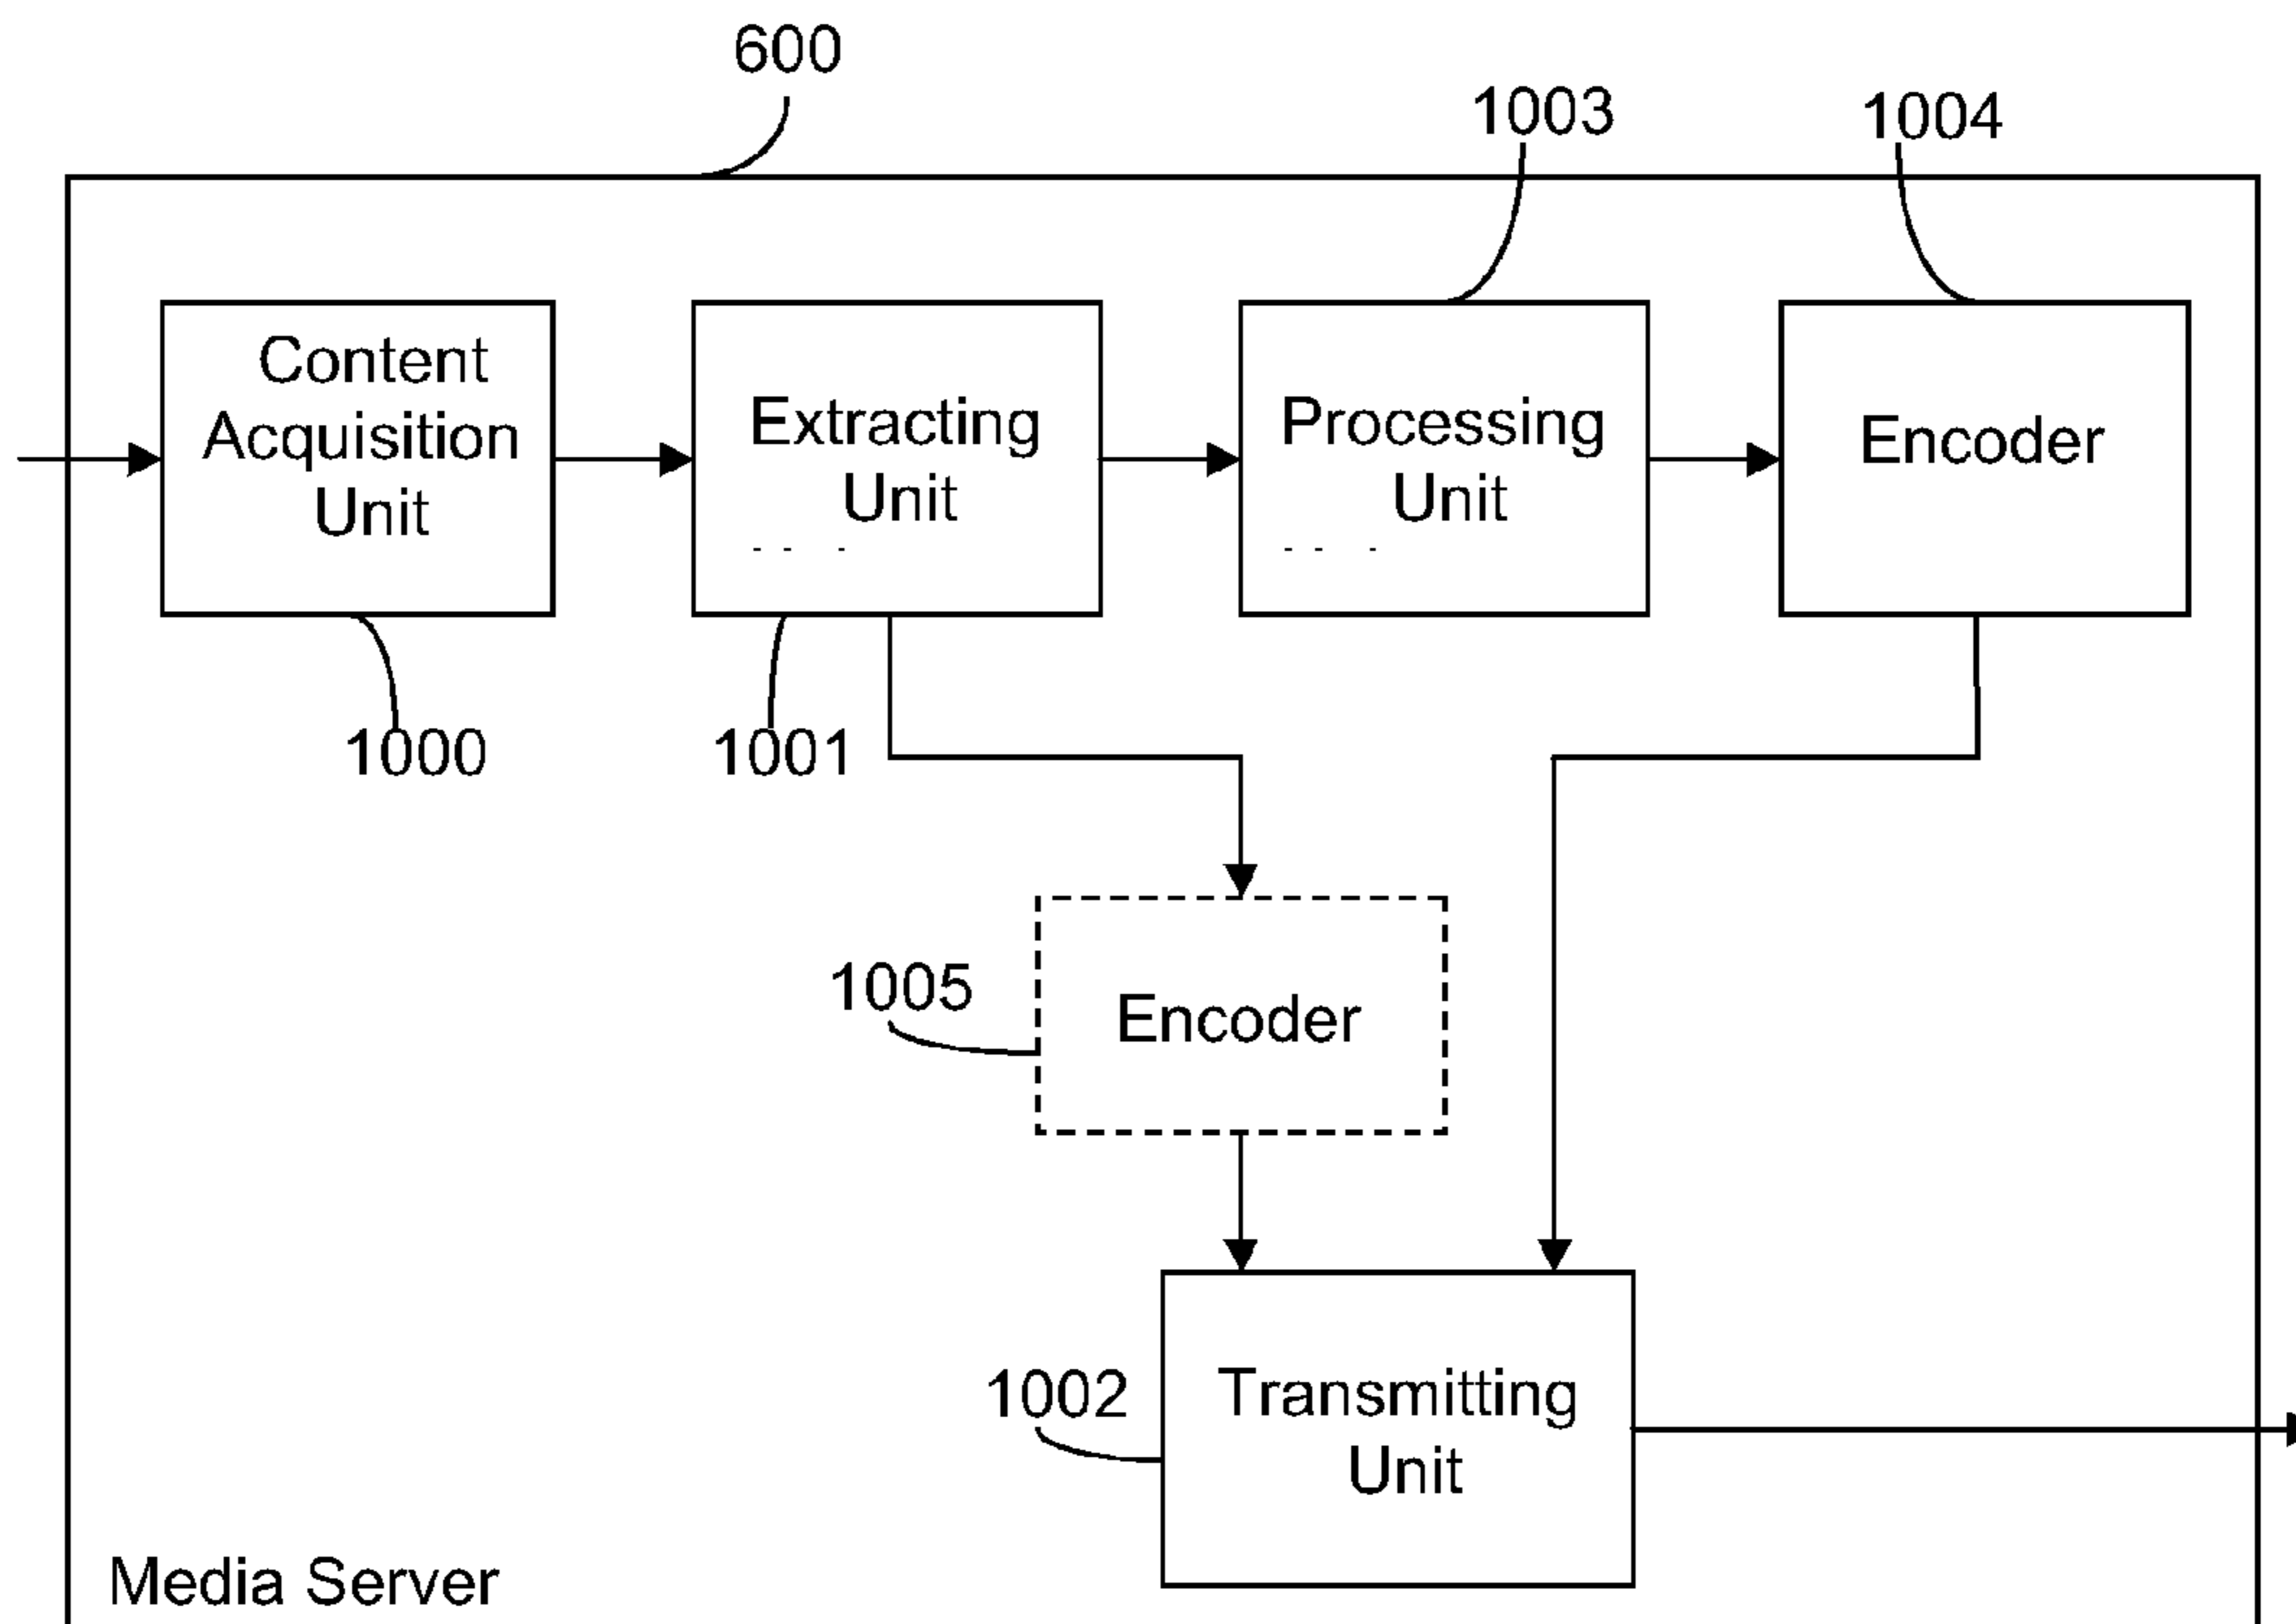 600
1003
1004
Content
Acquisition
Unit
Extracting
Unit
Processing
Unit
Encoder
1000
1001
1005
Encoder
1002
Transmitting
Unit
Media Server